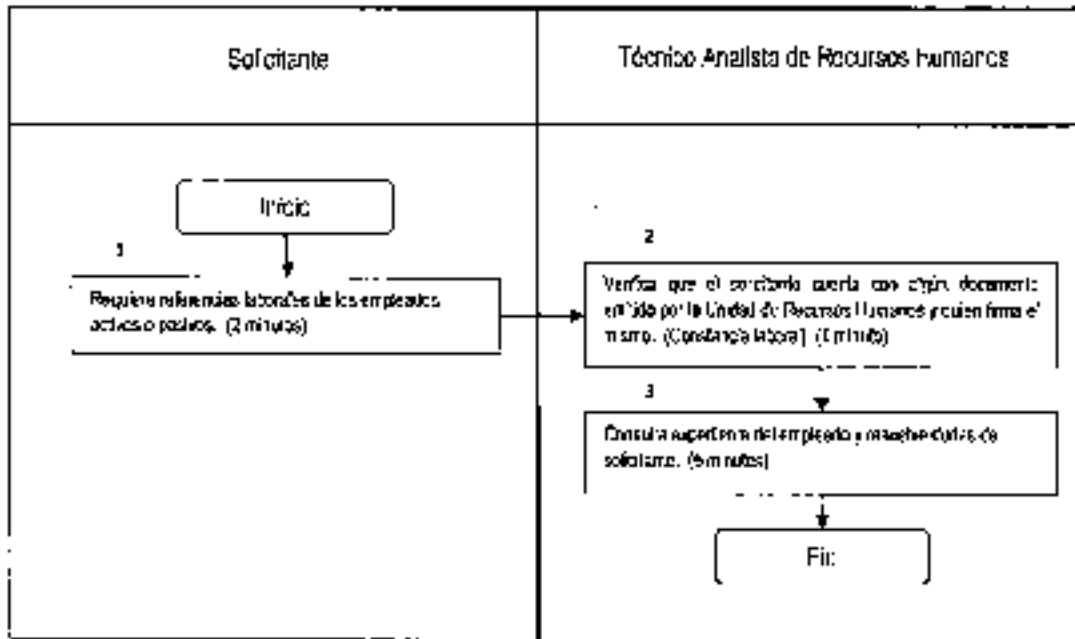 Solicitante
Técnico Analista de Recursos Humanos
Inicio
1
Requiere referencias laborales de los empleados
activos o pasivos. (2 minutos)
2
Verifica que el solicitante cuenta con algún documento
emitido por la Unidad de Recursos Humanos y quien firma el
mismo. (Constancia laboral) (1 minuto)
3
Consulta expediente del empleado y resuelve dudas de
solicitante. (5 minutos)
Fin